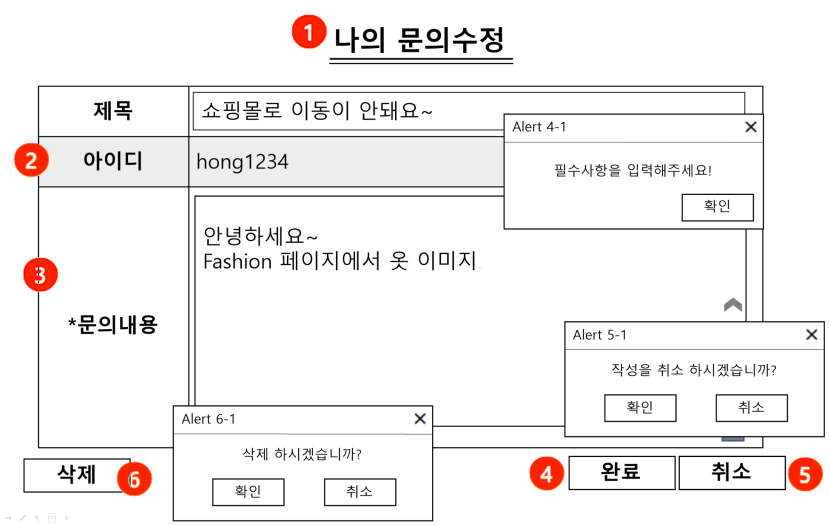 1 나의 문의수정
제목 쇼핑몰로 이동이 안돼요~
Alert 4-1
필수사항을 입력해주세요!
확인
2 아이디 hong1234
안녕하세요~
Fashion 페이지에서 옷 이미지
3
*문의내용
Alert 5-1
작성을 취소 하시겠습니까?
확인 취소
Alert 6-1
삭제 하시겠습니까?
확인 취소
삭제 6
4 완료 취소 5